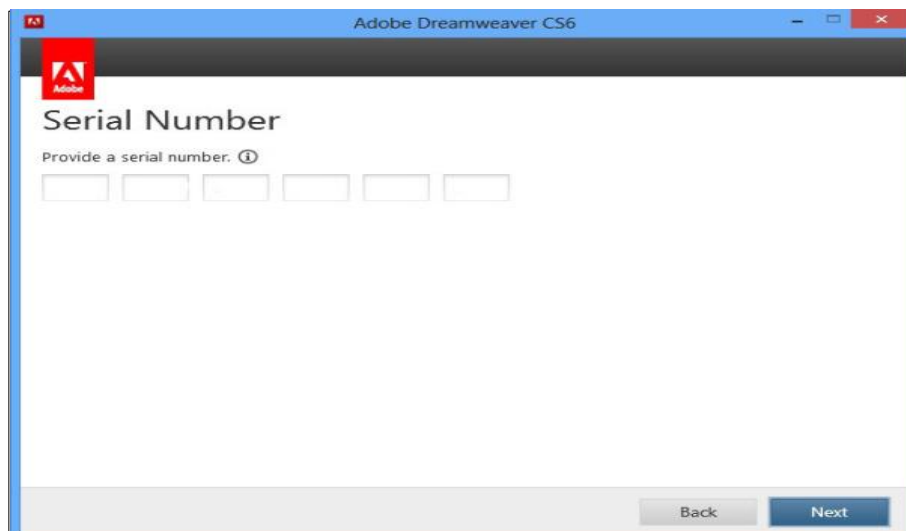 Adobe Dreamweaver CS6
Adobe
Serial Number
Provide a serial number.
Back
Next